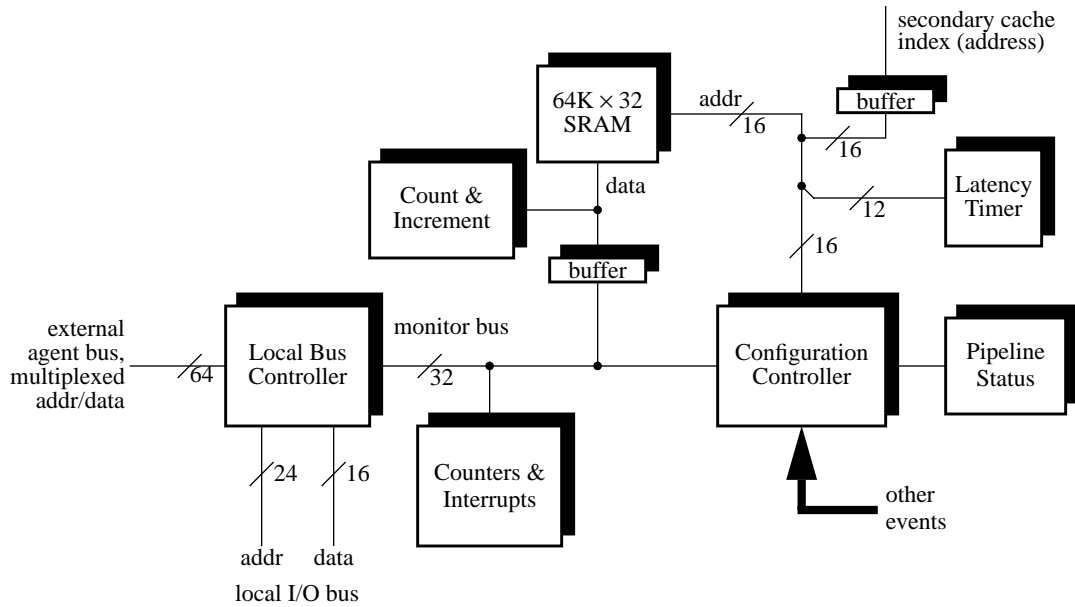 secondary cache
index (address)
buffer
64K × 32
SRAM
addr
16
16
data
Count &
Increment
Latency
Timer
12
16
buffer
external
agent bus,
multiplexed
addr/data
64
Local Bus
Controller
monitor bus
32
Configuration
Controller
Pipeline
Status
24
16
Counters &
Interrupts
other
events
addr
data
local I/O bus